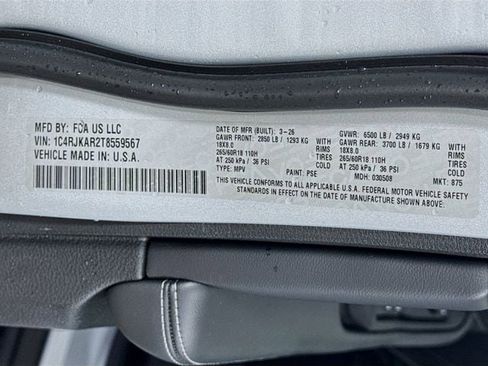 MFD BY: FCA US LLC
VIN: 1C4RJKAR2T8559567
VEHICLE MADE IN: U.S.A.
DATE OF MFR (BUILT): 3-26
GVWR: 6500 LB / 2949 KG
GAWR FRONT: 2850 LB / 1293 KG WITH
GAWR REAR: 3700 LB / 1679 KG WITH
18X8.0 RIMS
18X8.0 RIMS
265/60R18 110H TIRES
265/60R18 110H TIRES
AT 250 kPa / 36 PSI COLD
AT 250 kPa / 36 PSI COLD
TYPE: MPV
PAINT: PSE
MDH: 030508
MKT: 875
THIS VEHICLE CONFORMS TO ALL APPLICABLE U.S.A. FEDERAL MOTOR VEHICLE SAFETY
STANDARDS IN EFFECT ON THE DATE OF MANUFACTURE SHOWN ABOVE